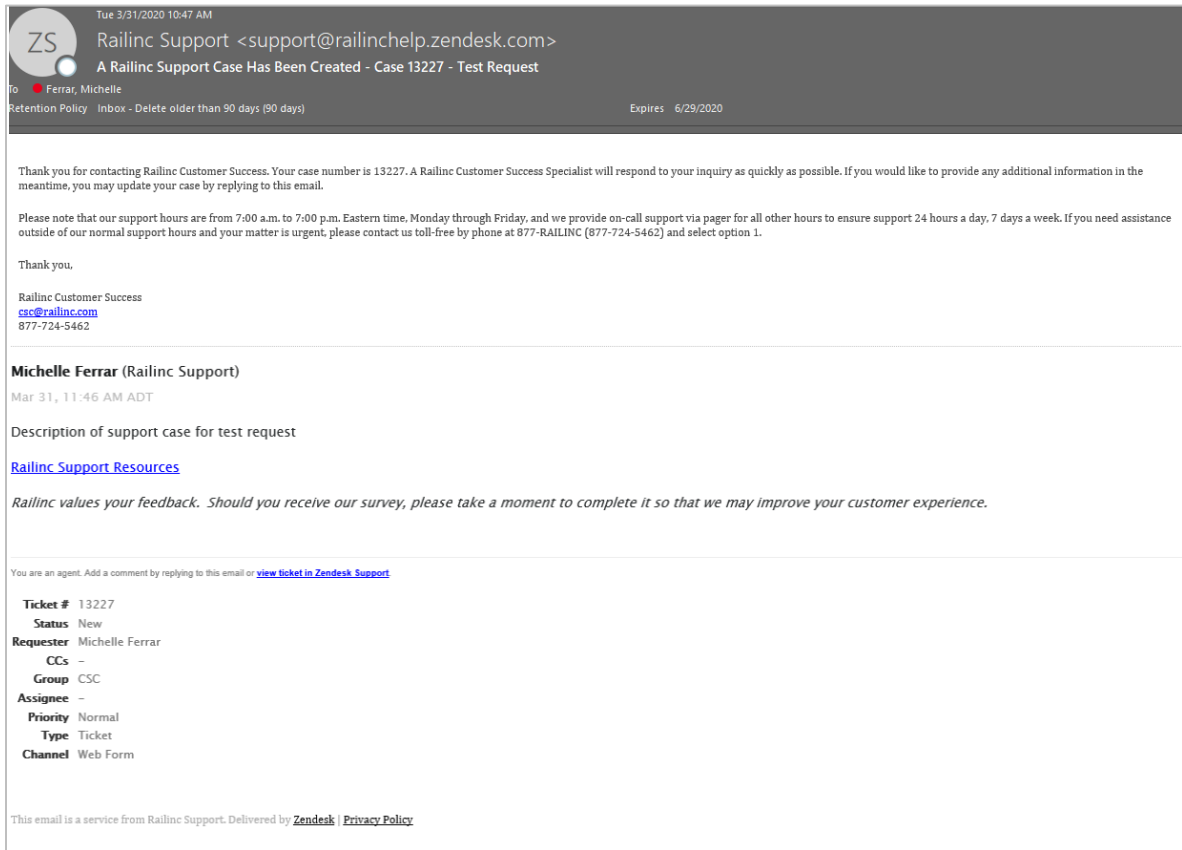 Tue 3/31/2020 10:47 AM
ZS
Railinc Support <support@railinchelp.zendesk.com>
A Railinc Support Case Has Been Created - Case 13227 - Test Request
To Ferrar, Michelle
Retention Policy Inbox - Delete older than 90 days (90 days) Expires 6/29/2020
Thank you for contacting Railinc Customer Success. Your case number is 13227. A Railinc Customer Success Specialist will respond to your inquiry as quickly as possible. If you would like to provide any additional information in the
meantime, you may update your case by replying to this email.
Please note that our support hours are from 7:00 a.m. to 7:00 p.m. Eastern time, Monday through Friday, and we provide on-call support via pager for all other hours to ensure support 24 hours a day, 7 days a week. If you need assistance
outside of our normal support hours and your matter is urgent, please contact us toll-free by phone at 877-RAILINC (877-724-5462) and select option 1.
Thank you,
Railinc Customer Success
csc@railinc.com
877-724-5462
Michelle Ferrar (Railinc Support)
Mar 31, 11:46 AM ADT
Description of support case for test request
Railinc Support Resources
Railinc values your feedback. Should you receive our survey, please take a moment to complete it so that we may improve your customer experience.
You are an agent. Add a comment by replying to this email or view ticket in Zendesk Support.
Ticket # 13227
Status New
Requester Michelle Ferrar
CCs –
Group CSC
Assignee –
Priority Normal
Type Ticket
Channel Web Form
This email is a service from Railinc Support. Delivered by Zendesk | Privacy Policy